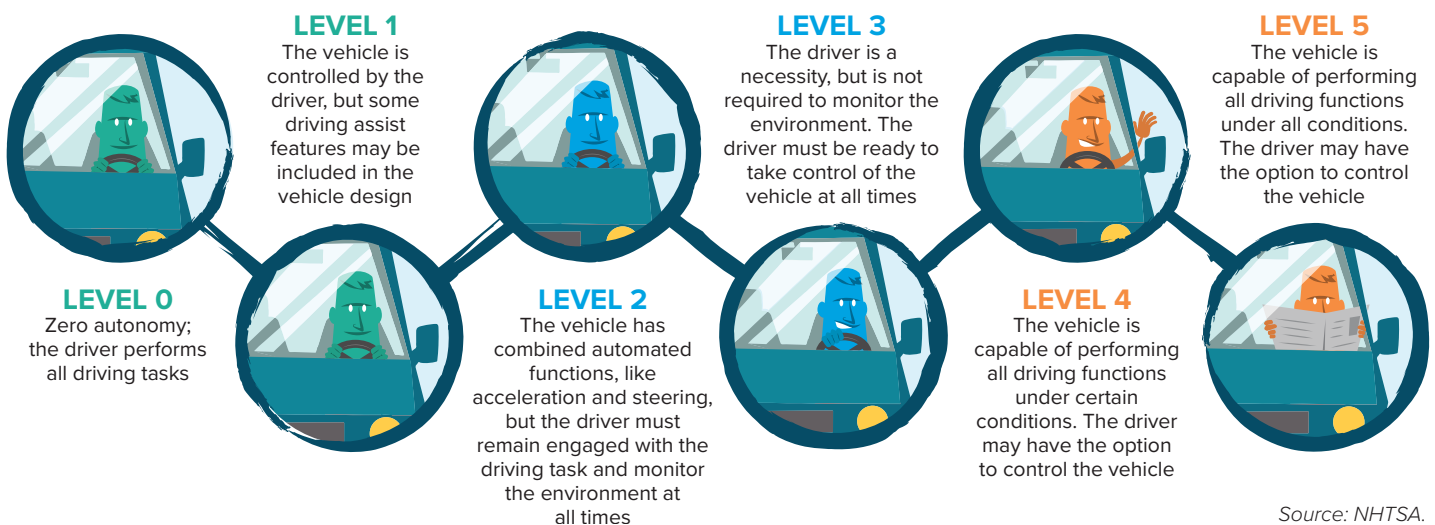 LEVEL 0
Zero autonomy;
the driver performs
all driving tasks
LEVEL 1
The vehicle is
controlled by the
driver, but some
driving assist
features may be
included in the
vehicle design
LEVEL 2
The vehicle has
combined automated
functions, like
acceleration and steering,
but the driver must
remain engaged with the
driving task and monitor
the environment at
all times
LEVEL 3
The driver is a
necessity, but is not
required to monitor the
environment. The
driver must be ready to
take control of the
vehicle at all times
LEVEL 4
The vehicle is
capable of performing
all driving functions
under certain
conditions. The driver
may have the option
to control the vehicle
LEVEL 5
The vehicle is
capable of performing
all driving functions
under all conditions.
The driver may have
the option to control
the vehicle
Source: NHTSA.